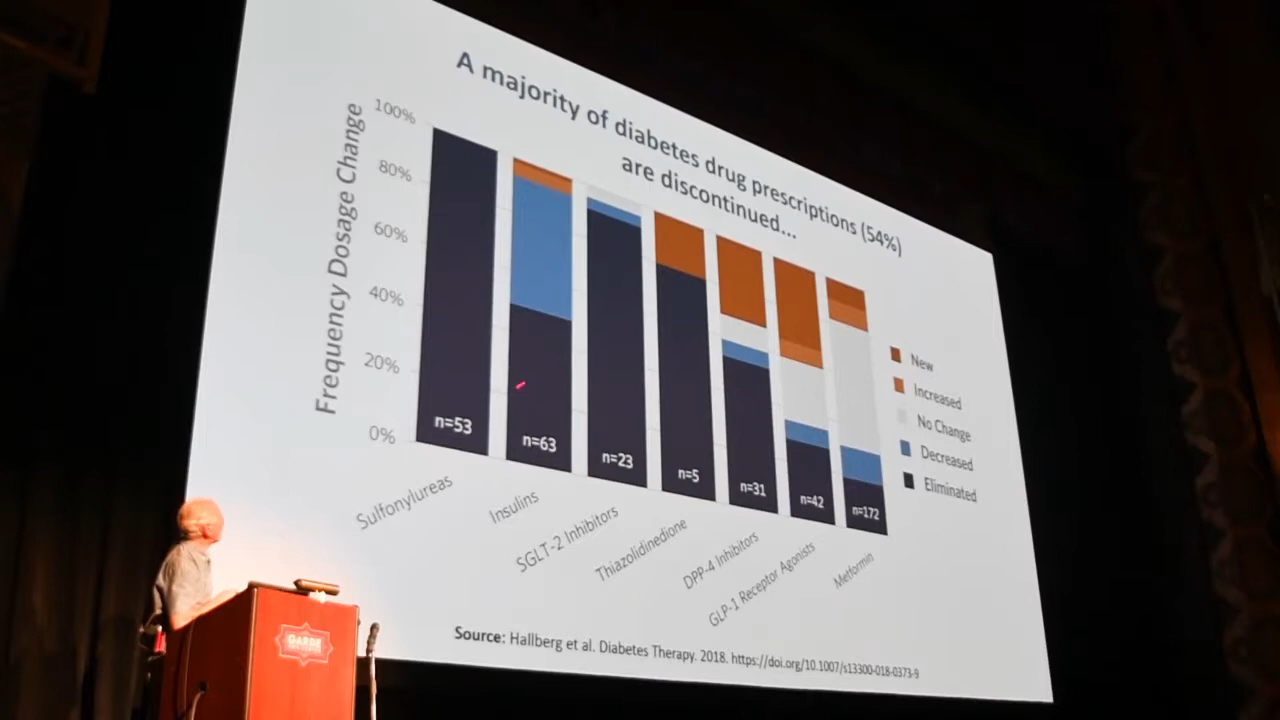 A majority of diabetes drug prescriptions (54%)
are discontinued...
Frequency Dosage Change
100%
80%
60%
40%
20%
0%
n=53
n=63
n=23
n=5
n=31
n=42
n=172
Sulfonylureas
Insulins
SGLT-2 Inhibitors
Thiazolidinedione
DPP-4 Inhibitors
GLP-1 Receptor Agonists
Metformin
New
Increased
No Change
Decreased
Eliminated
Source: Hallberg et al. Diabetes Therapy. 2018. https://doi.org/10.1007/s13300-018-0373-9
GARDE